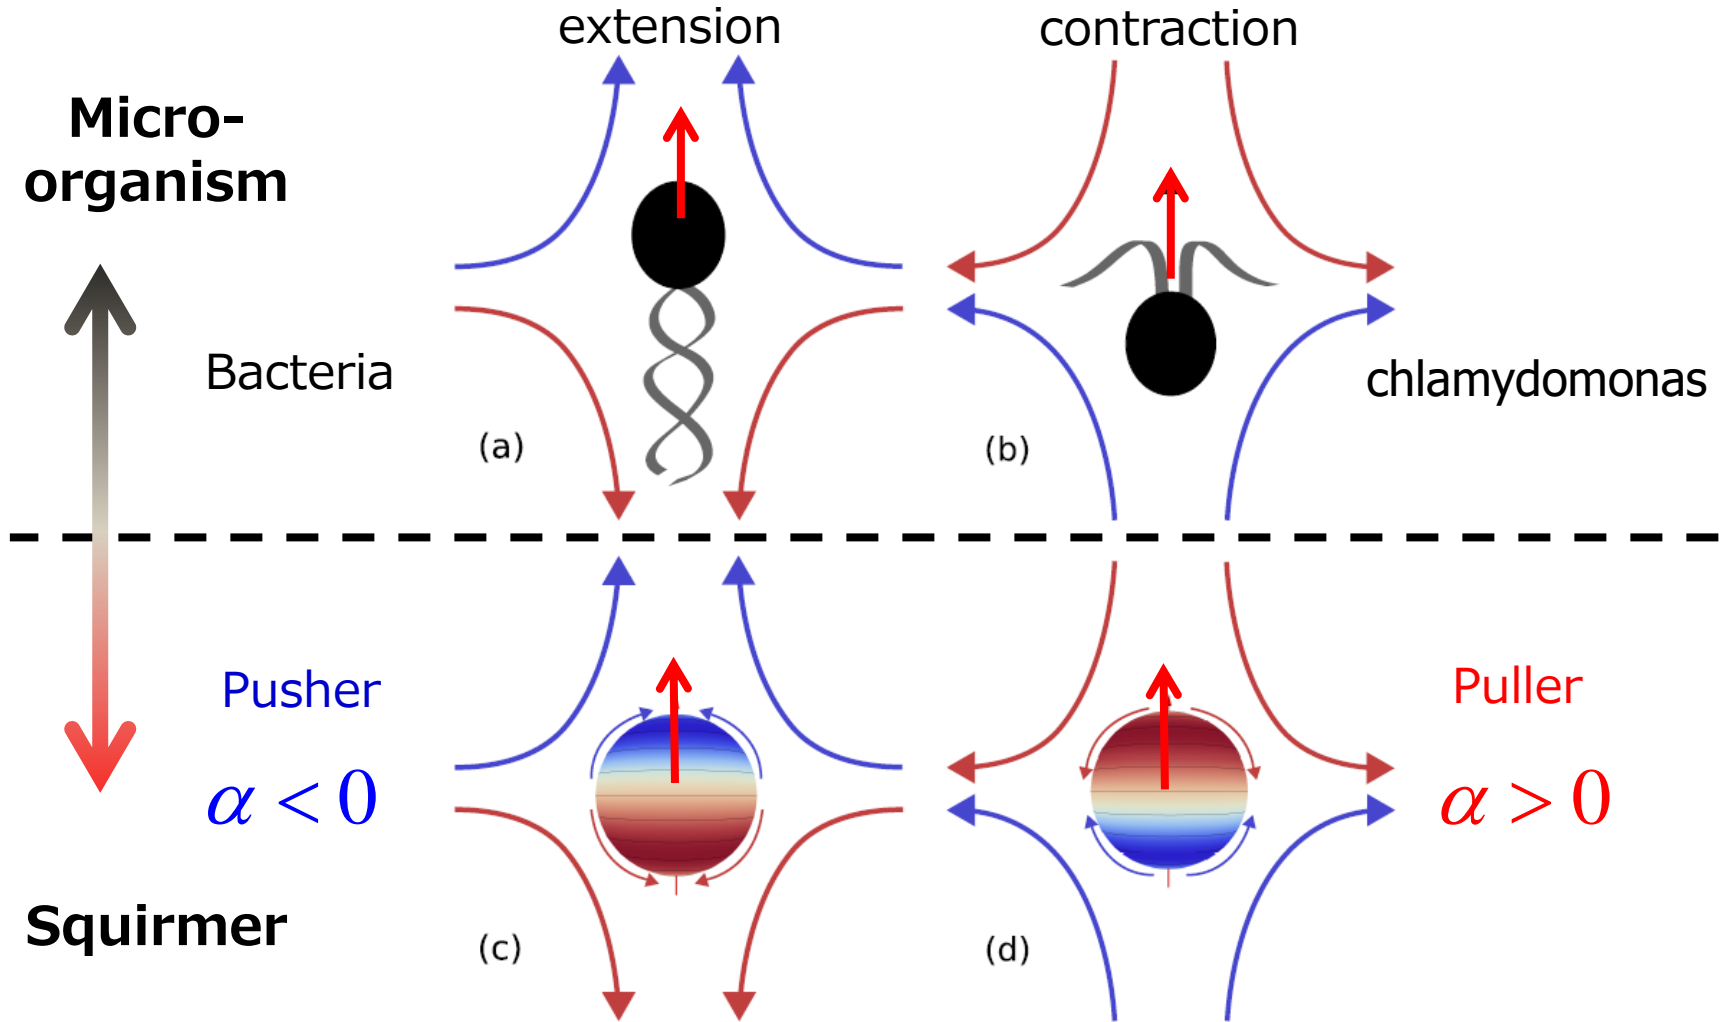 extension
contraction
Micro-
organism
Bacteria
chlamydomonas
(a)
(b)
Pusher
Puller
α < 0
α > 0
Squirmer
(c)
(d)